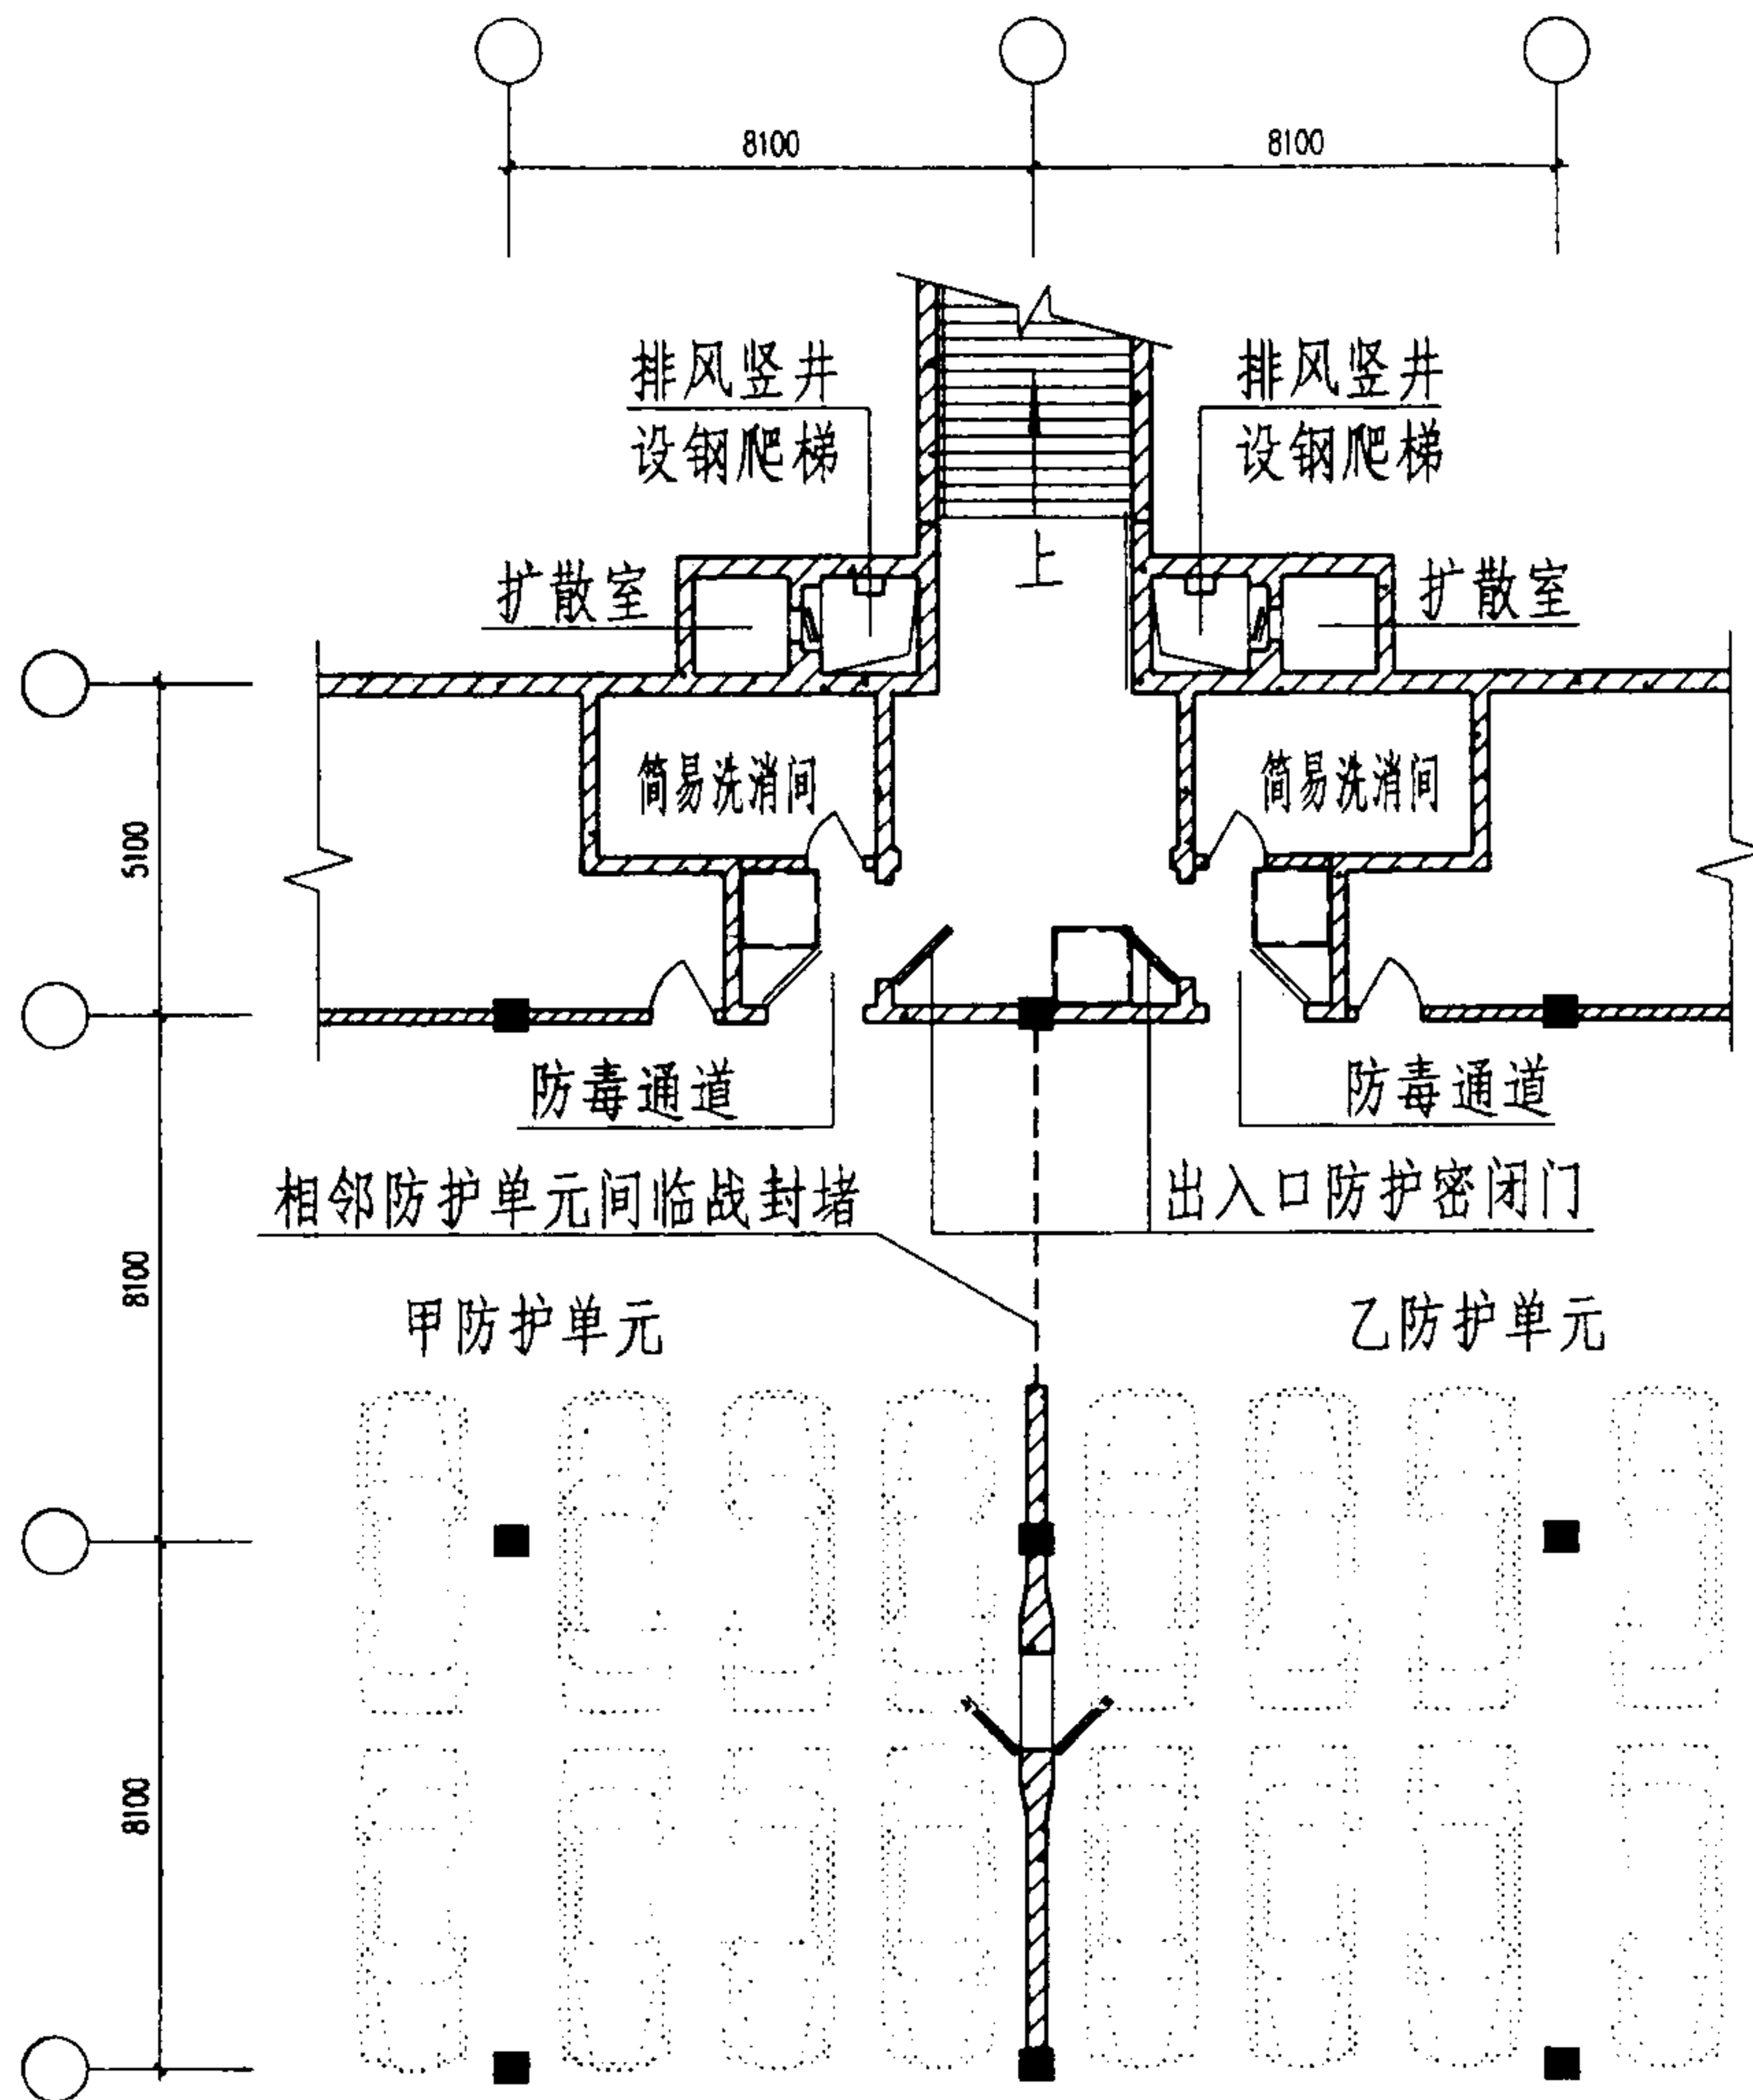 8100
8100
排风竖井
设钢爬梯
排风竖井
设钢爬梯
上
扩散室
扩散室
简易洗消间
简易洗消间
5100
防毒通道
防毒通道
相邻防护单元间临战封堵
出入口防护密闭门
8100
甲防护单元
乙防护单元
8100